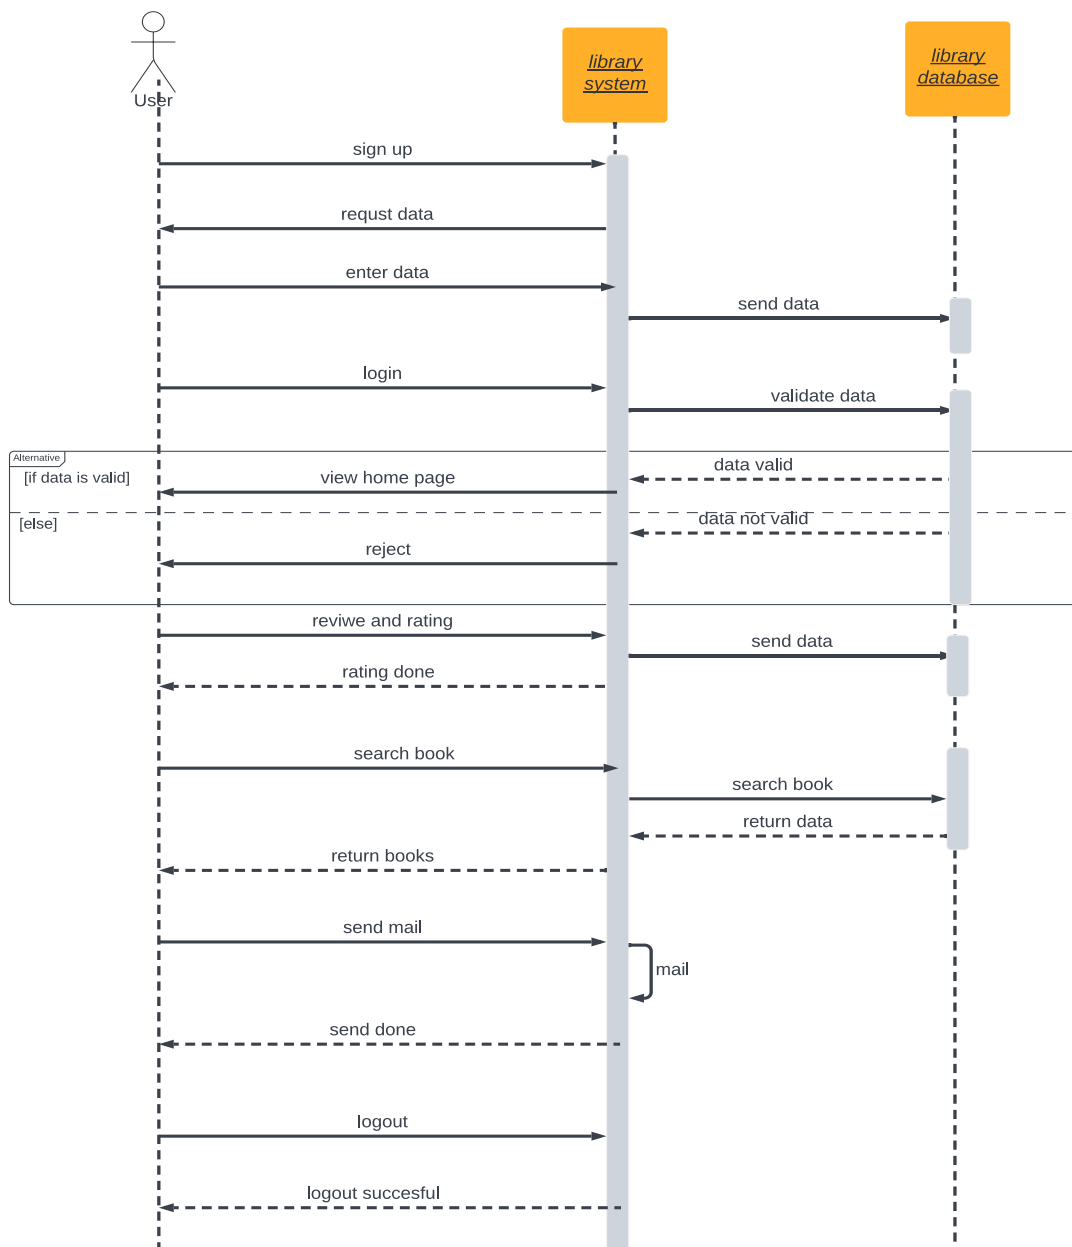 User
library
system
library
database
sign up
requst data
enter data
send data
login
validate data
Alternative
[if data is valid]
data valid
view home page
[else]
data not valid
reject
reviwe and rating
send data
rating done
search book
search book
return data
return books
send mail
mail
send done
logout
logout succesful